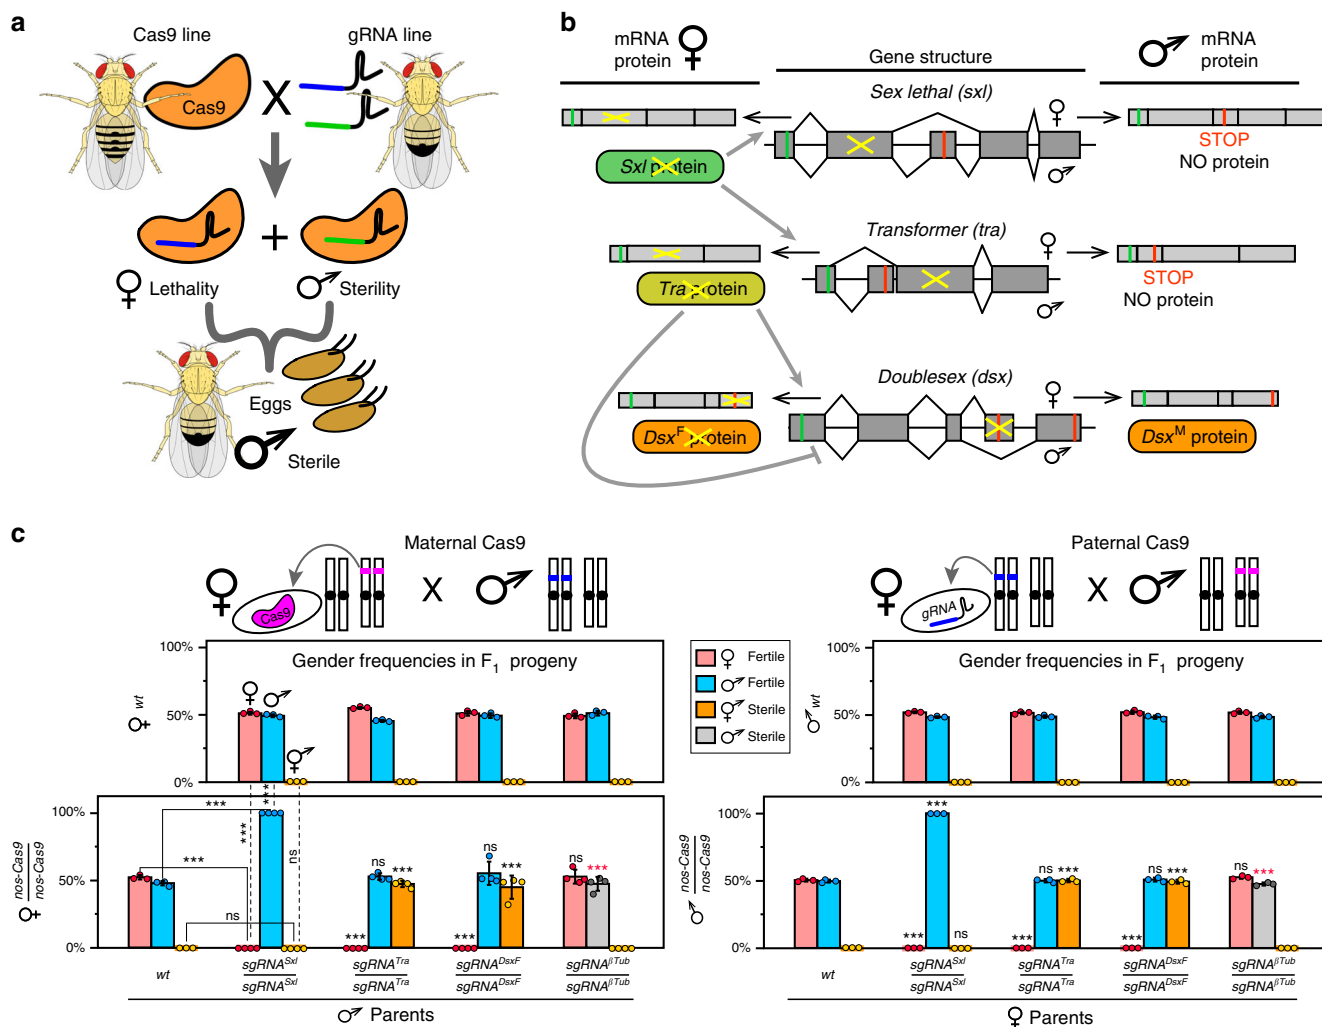 a
Cas9 line
gRNA line
Cas9
X
+
♀ Lethality
♂ Sterility
Eggs
♂ Sterile
b
mRNA
protein ♀
Gene structure
♂ mRNA
protein
Sex lethal (sxl)
♀
♂
STOP
NO protein
Sxl protein
Transformer (tra)
♀
♂
STOP
NO protein
Tra protein
Doublesex (dsx)
♀
♂
DsxF protein
DsxM protein
c
Maternal Cas9
♀ Cas9 X ♂
Paternal Cas9
♀ gRNA X ♂
100%
50%
0%
♀ wt
Gender frequencies in F1 progeny
♀ ♂
⚥
♀ Fertile
♂ Fertile
⚥ Sterile
♂ Sterile
100%
50%
0%
♂ wt
Gender frequencies in F1 progeny
100%
50%
0%
♀ nos-Cas9
nos-Cas9
*** *** *** *** ns ns
*** ns ***
*** ns ***
ns ***
wt
sgRNASxl
sgRNASxl
sgRNATra
sgRNATra
sgRNADsxF
sgRNADsxF
sgRNAβTub
sgRNAβTub
♂ Parents
100%
50%
0%
♂ nos-Cas9
nos-Cas9
*** *** ns
*** ns ***
*** ns ***
ns ***
wt
sgRNASxl
sgRNASxl
sgRNATra
sgRNATra
sgRNADsxF
sgRNADsxF
sgRNAβTub
sgRNAβTub
♀ Parents